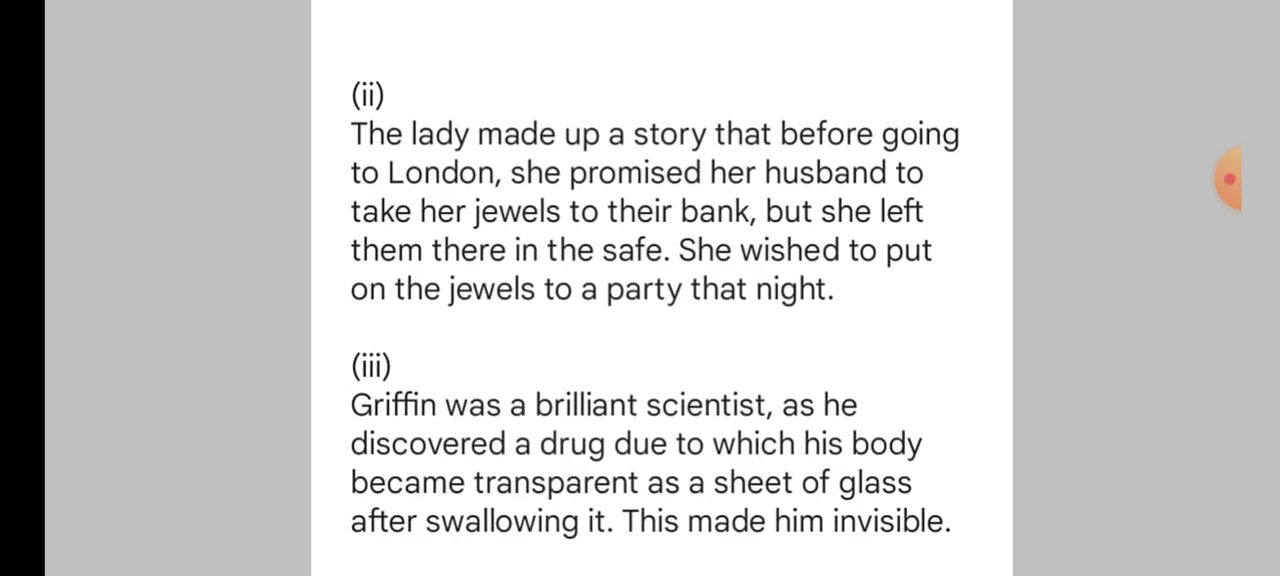 (ii)
The lady made up a story that before going
to London, she promised her husband to
take her jewels to their bank, but she left
them there in the safe. She wished to put
on the jewels to a party that night.
(iii)
Griffin was a brilliant scientist, as he
discovered a drug due to which his body
became transparent as a sheet of glass
after swallowing it. This made him invisible.